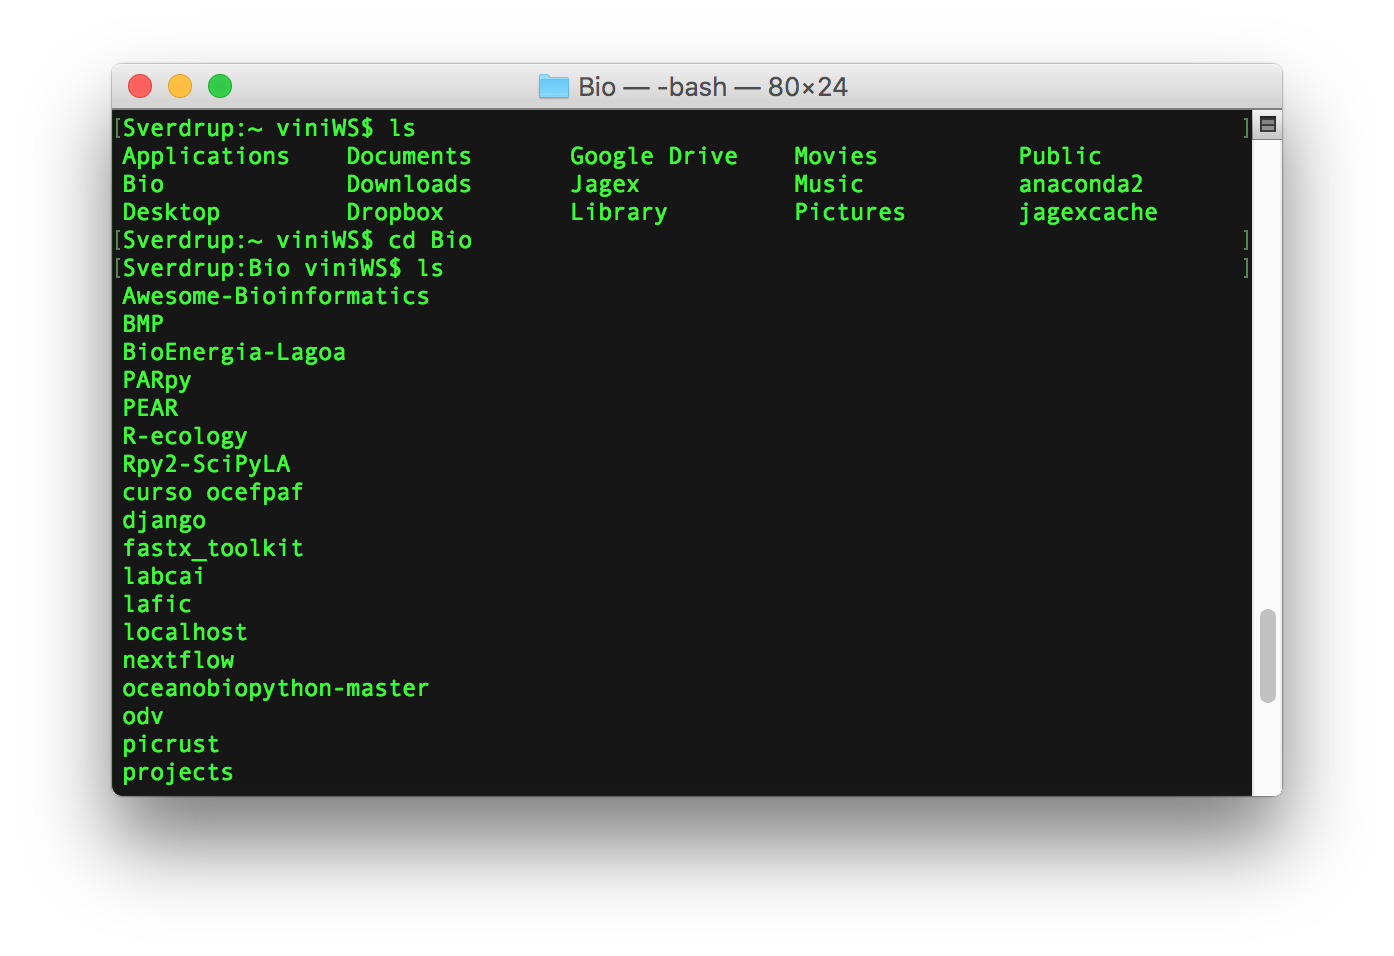 Bio — -bash — 80×24
[Sverdrup:~ viniWS$ ls ]
Applications Documents Google Drive Movies Public
Bio Downloads Jagex Music anaconda2
Desktop Dropbox Library Pictures jagexcache
[Sverdrup:~ viniWS$ cd Bio ]
[Sverdrup:Bio viniWS$ ls ]
Awesome-Bioinformatics
BMP
BioEnergia-Lagoa
PARpy
PEAR
R-ecology
Rpy2-SciPyLA
curso ocefpaf
django
fastx_toolkit
labcai
lafic
localhost
nextflow
oceanobiopython-master
odv
picrust
projects